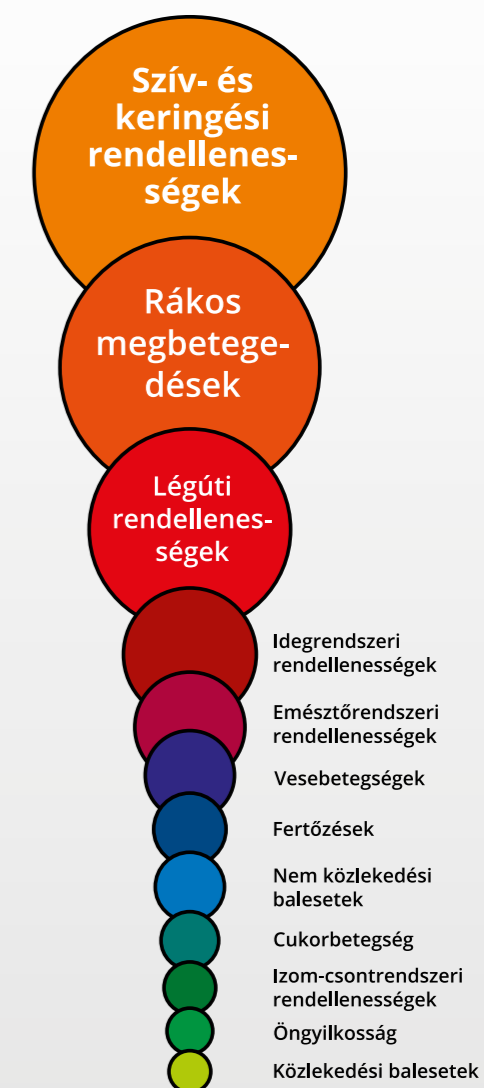 Szív- és
keringési
rendellenes-
ségek
Rákos
megbetege-
dések
Légúti
rendellenes-
ségek
Idegrendszeri
rendellenességek
Emésztőrendszeri
rendellenességek
Vesebetegségek
Fertőzések
Nem közlekedési
balesetek
Cukorbetegség
Izom-csontrendszeri
rendellenességek
Öngyilkosság
Közlekedési balesetek